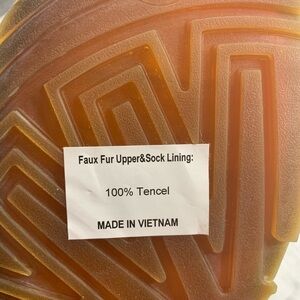 Faux Fur Upper&Sock Lining:
100% Tencel
MADE IN VIETNAM